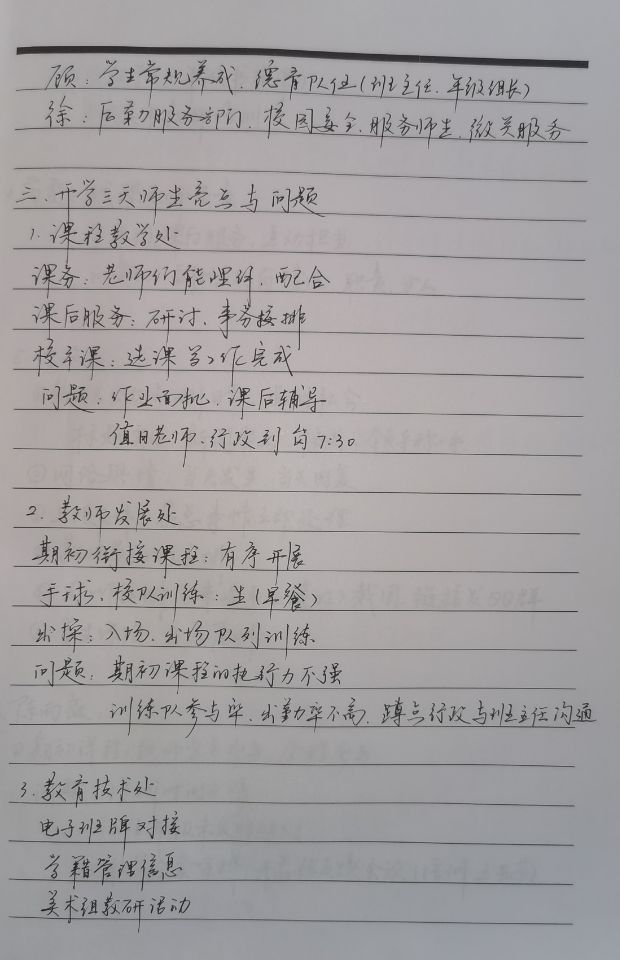 顾：学生常规养成、德育队伍（班主任、年级组长）
徐：后勤服务部门、校园安全、服务师生、微笑服务
三、开学三天师生亮点与问题
1、课程教学处
课务：老师们能理解，配合
课后服务：研讨、事务接排
校本课：选课工作完成
问题：作业面批、课后辅导
值日老师、行政到岗7:30
2、教师发展处
期初衔接课程：有序开展
手球、校队训练：生（早餐）
出操：入场、出场队列训练
问题：期初课程的执行力不强
训练队参与率、出勤率不高，蹲点行政与班主任沟通
3、教育技术处
电子班牌对接
学籍管理信息
美术组教研活动